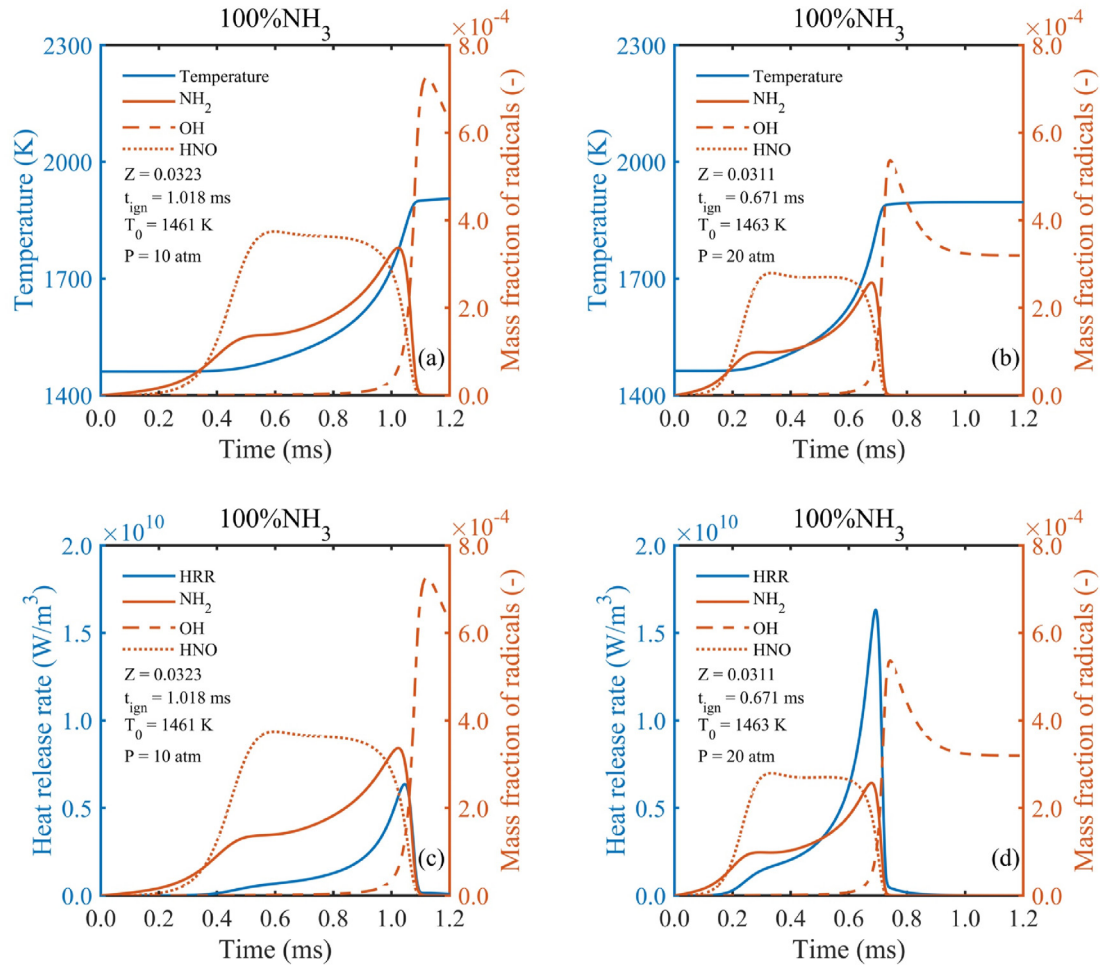 100%NH3
×10-4
2300
2000
1700
1400
Temperature (K)
Temperature
NH2
OH
HNO
Z = 0.0323
tign = 1.018 ms
T0 = 1461 K
P = 10 atm
(a)
8.0
6.0
4.0
2.0
0.0
Mass fraction of radicals (-)
0.0 0.2 0.4 0.6 0.8 1.0 1.2
Time (ms)
100%NH3
×10-4
2300
2000
1700
1400
Temperature (K)
Temperature
NH2
OH
HNO
Z = 0.0311
tign = 0.671 ms
T0 = 1463 K
P = 20 atm
(b)
8.0
6.0
4.0
2.0
0.0
Mass fraction of radicals (-)
0.0 0.2 0.4 0.6 0.8 1.0 1.2
Time (ms)
×1010
100%NH3
×10-4
2.0
1.5
1.0
0.5
0.0
Heat release rate (W/m3)
HRR
NH2
OH
HNO
Z = 0.0323
tign = 1.018 ms
T0 = 1461 K
P = 10 atm
(c)
8.0
6.0
4.0
2.0
0.0
Mass fraction of radicals (-)
0.0 0.2 0.4 0.6 0.8 1.0 1.2
Time (ms)
×1010
100%NH3
×10-4
2.0
1.5
1.0
0.5
0.0
Heat release rate (W/m3)
HRR
NH2
OH
HNO
Z = 0.0311
tign = 0.671 ms
T0 = 1463 K
P = 20 atm
(d)
8.0
6.0
4.0
2.0
0.0
Mass fraction of radicals (-)
0.0 0.2 0.4 0.6 0.8 1.0 1.2
Time (ms)